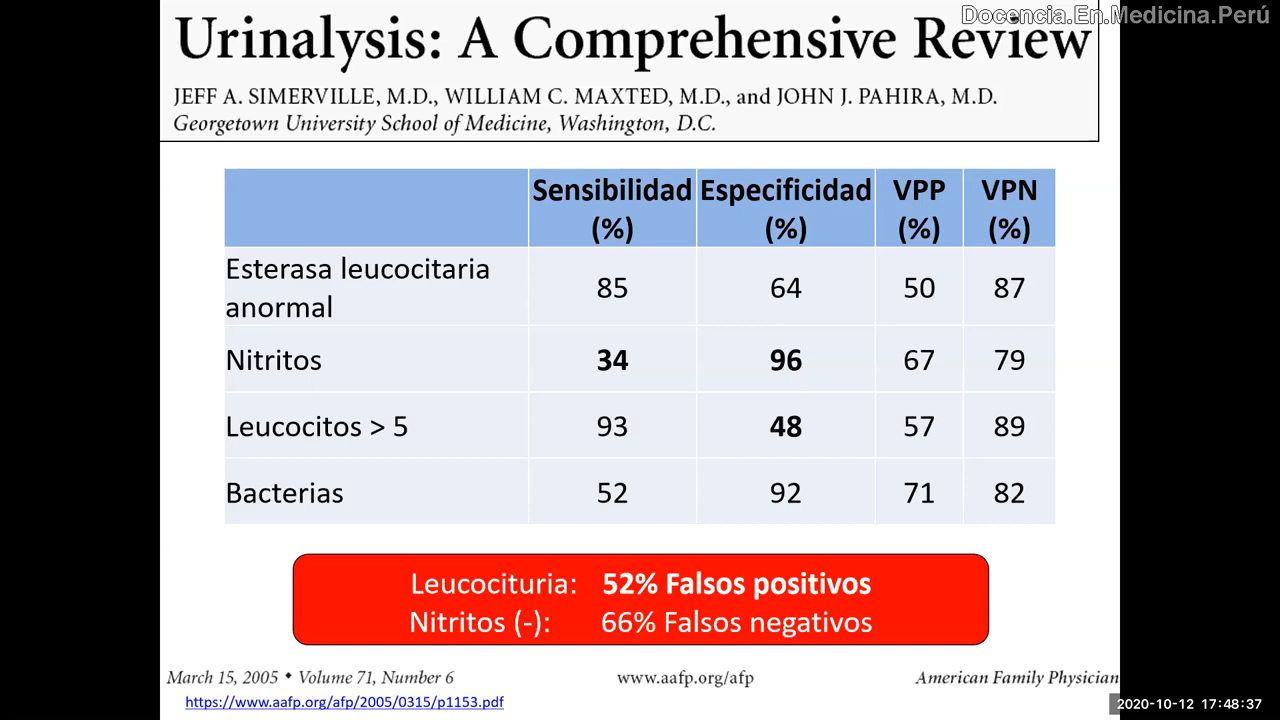 Docencia.En.Medicina.Perú
Urinalysis: A Comprehensive Review
JEFF A. SIMERVILLE, M.D., WILLIAM C. MAXTED, M.D., and JOHN J. PAHIRA, M.D.
Georgetown University School of Medicine, Washington, D.C.
Sensibilidad (%) Especificidad (%) VPP (%) VPN (%)
Esterasa leucocitaria anormal 85 64 50 87
Nitritos 34 96 67 79
Leucocitos > 5 93 48 57 89
Bacterias 52 92 71 82
Leucocituria: 52% Falsos positivos
Nitritos (-): 66% Falsos negativos
March 15, 2005 ◆ Volume 71, Number 6 www.aafp.org/afp American Family Physician
https://www.aafp.org/afp/2005/0315/p1153.pdf
2020-10-12 17:48:37